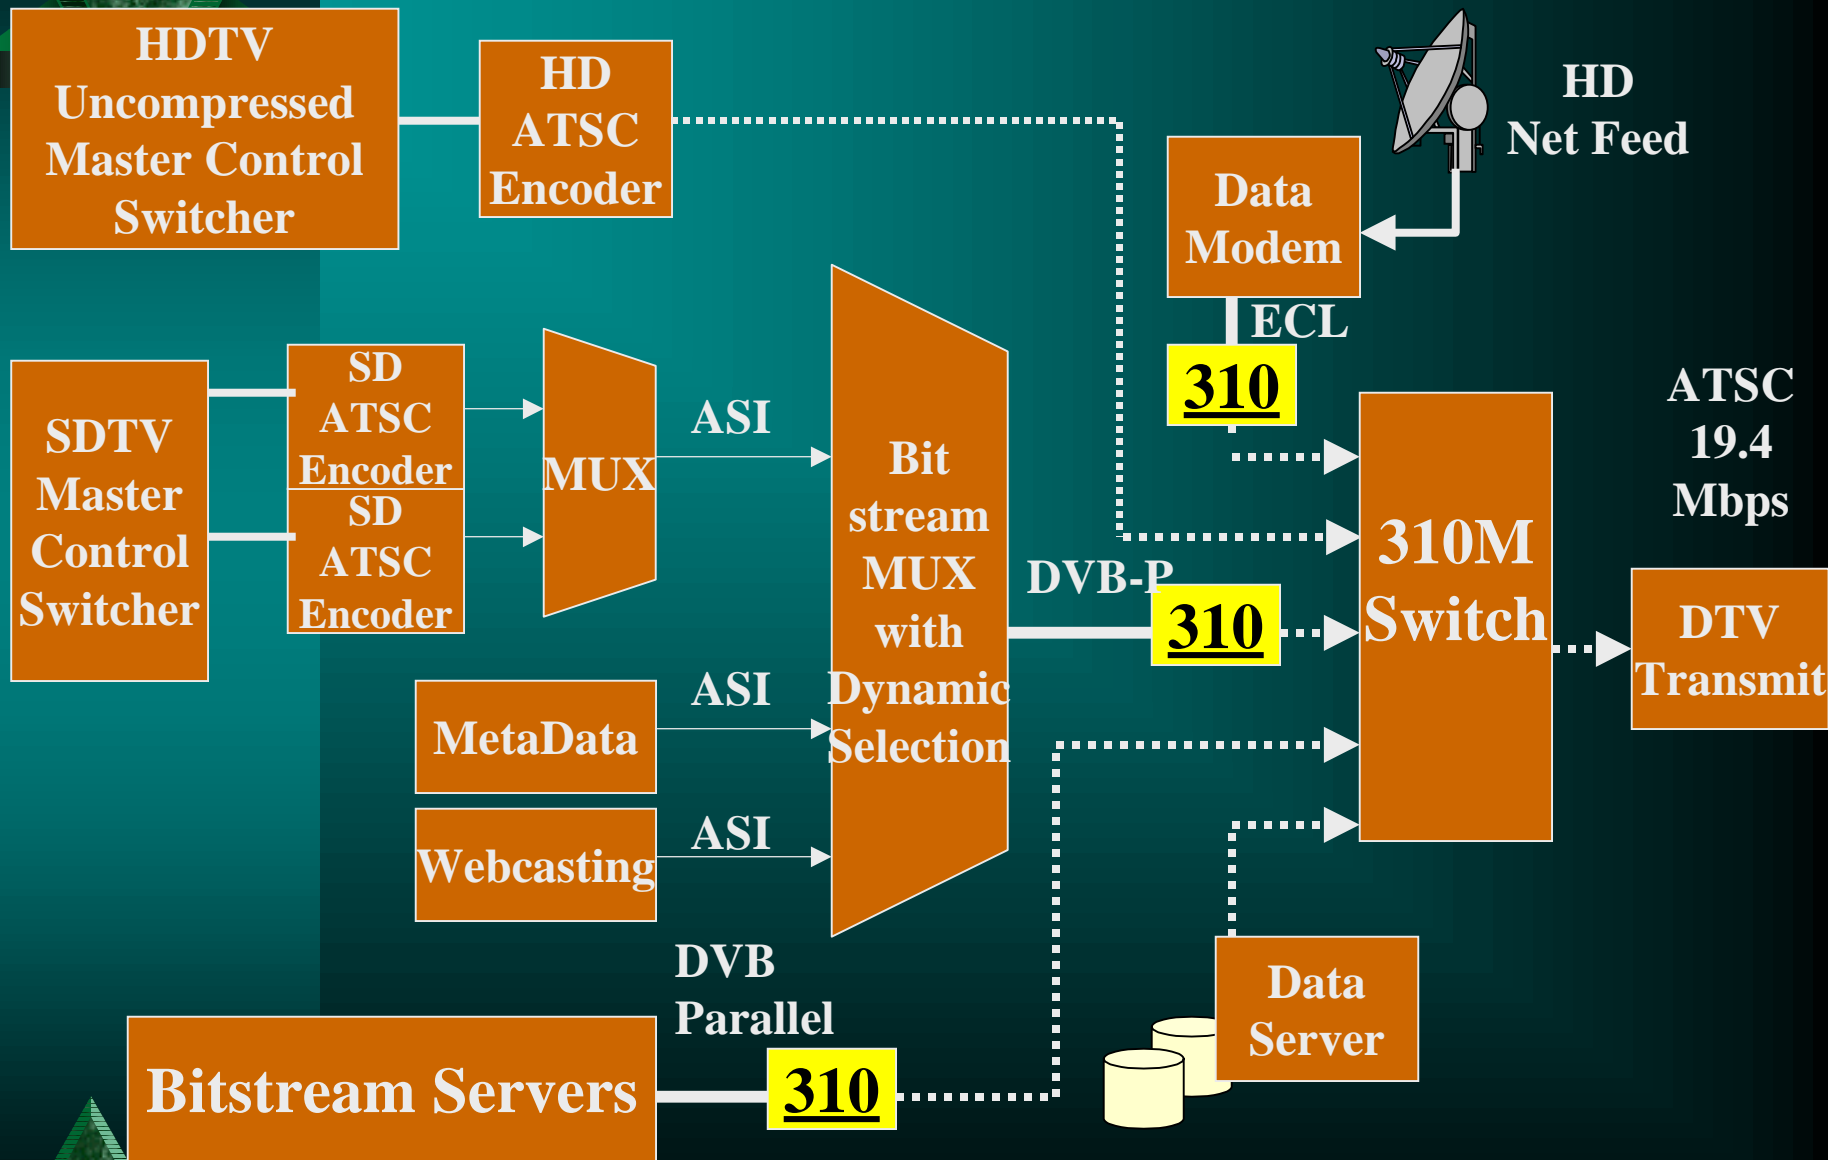 HDTV
Uncompressed
Master Control
Switcher
HD
ATSC
Encoder
HD
Net Feed
Data
Modem
ECL
310
SDTV
Master
Control
Switcher
SD
ATSC
Encoder
SD
ATSC
Encoder
MUX
ASI
Bit
stream
MUX
with
Dynamic
Selection
DVB-P
310
310M
Switch
ATSC
19.4
Mbps
DTV
Transmit
MetaData
ASI
Webcasting
ASI
DVB
Parallel
Bitstream Servers
310
Data
Server